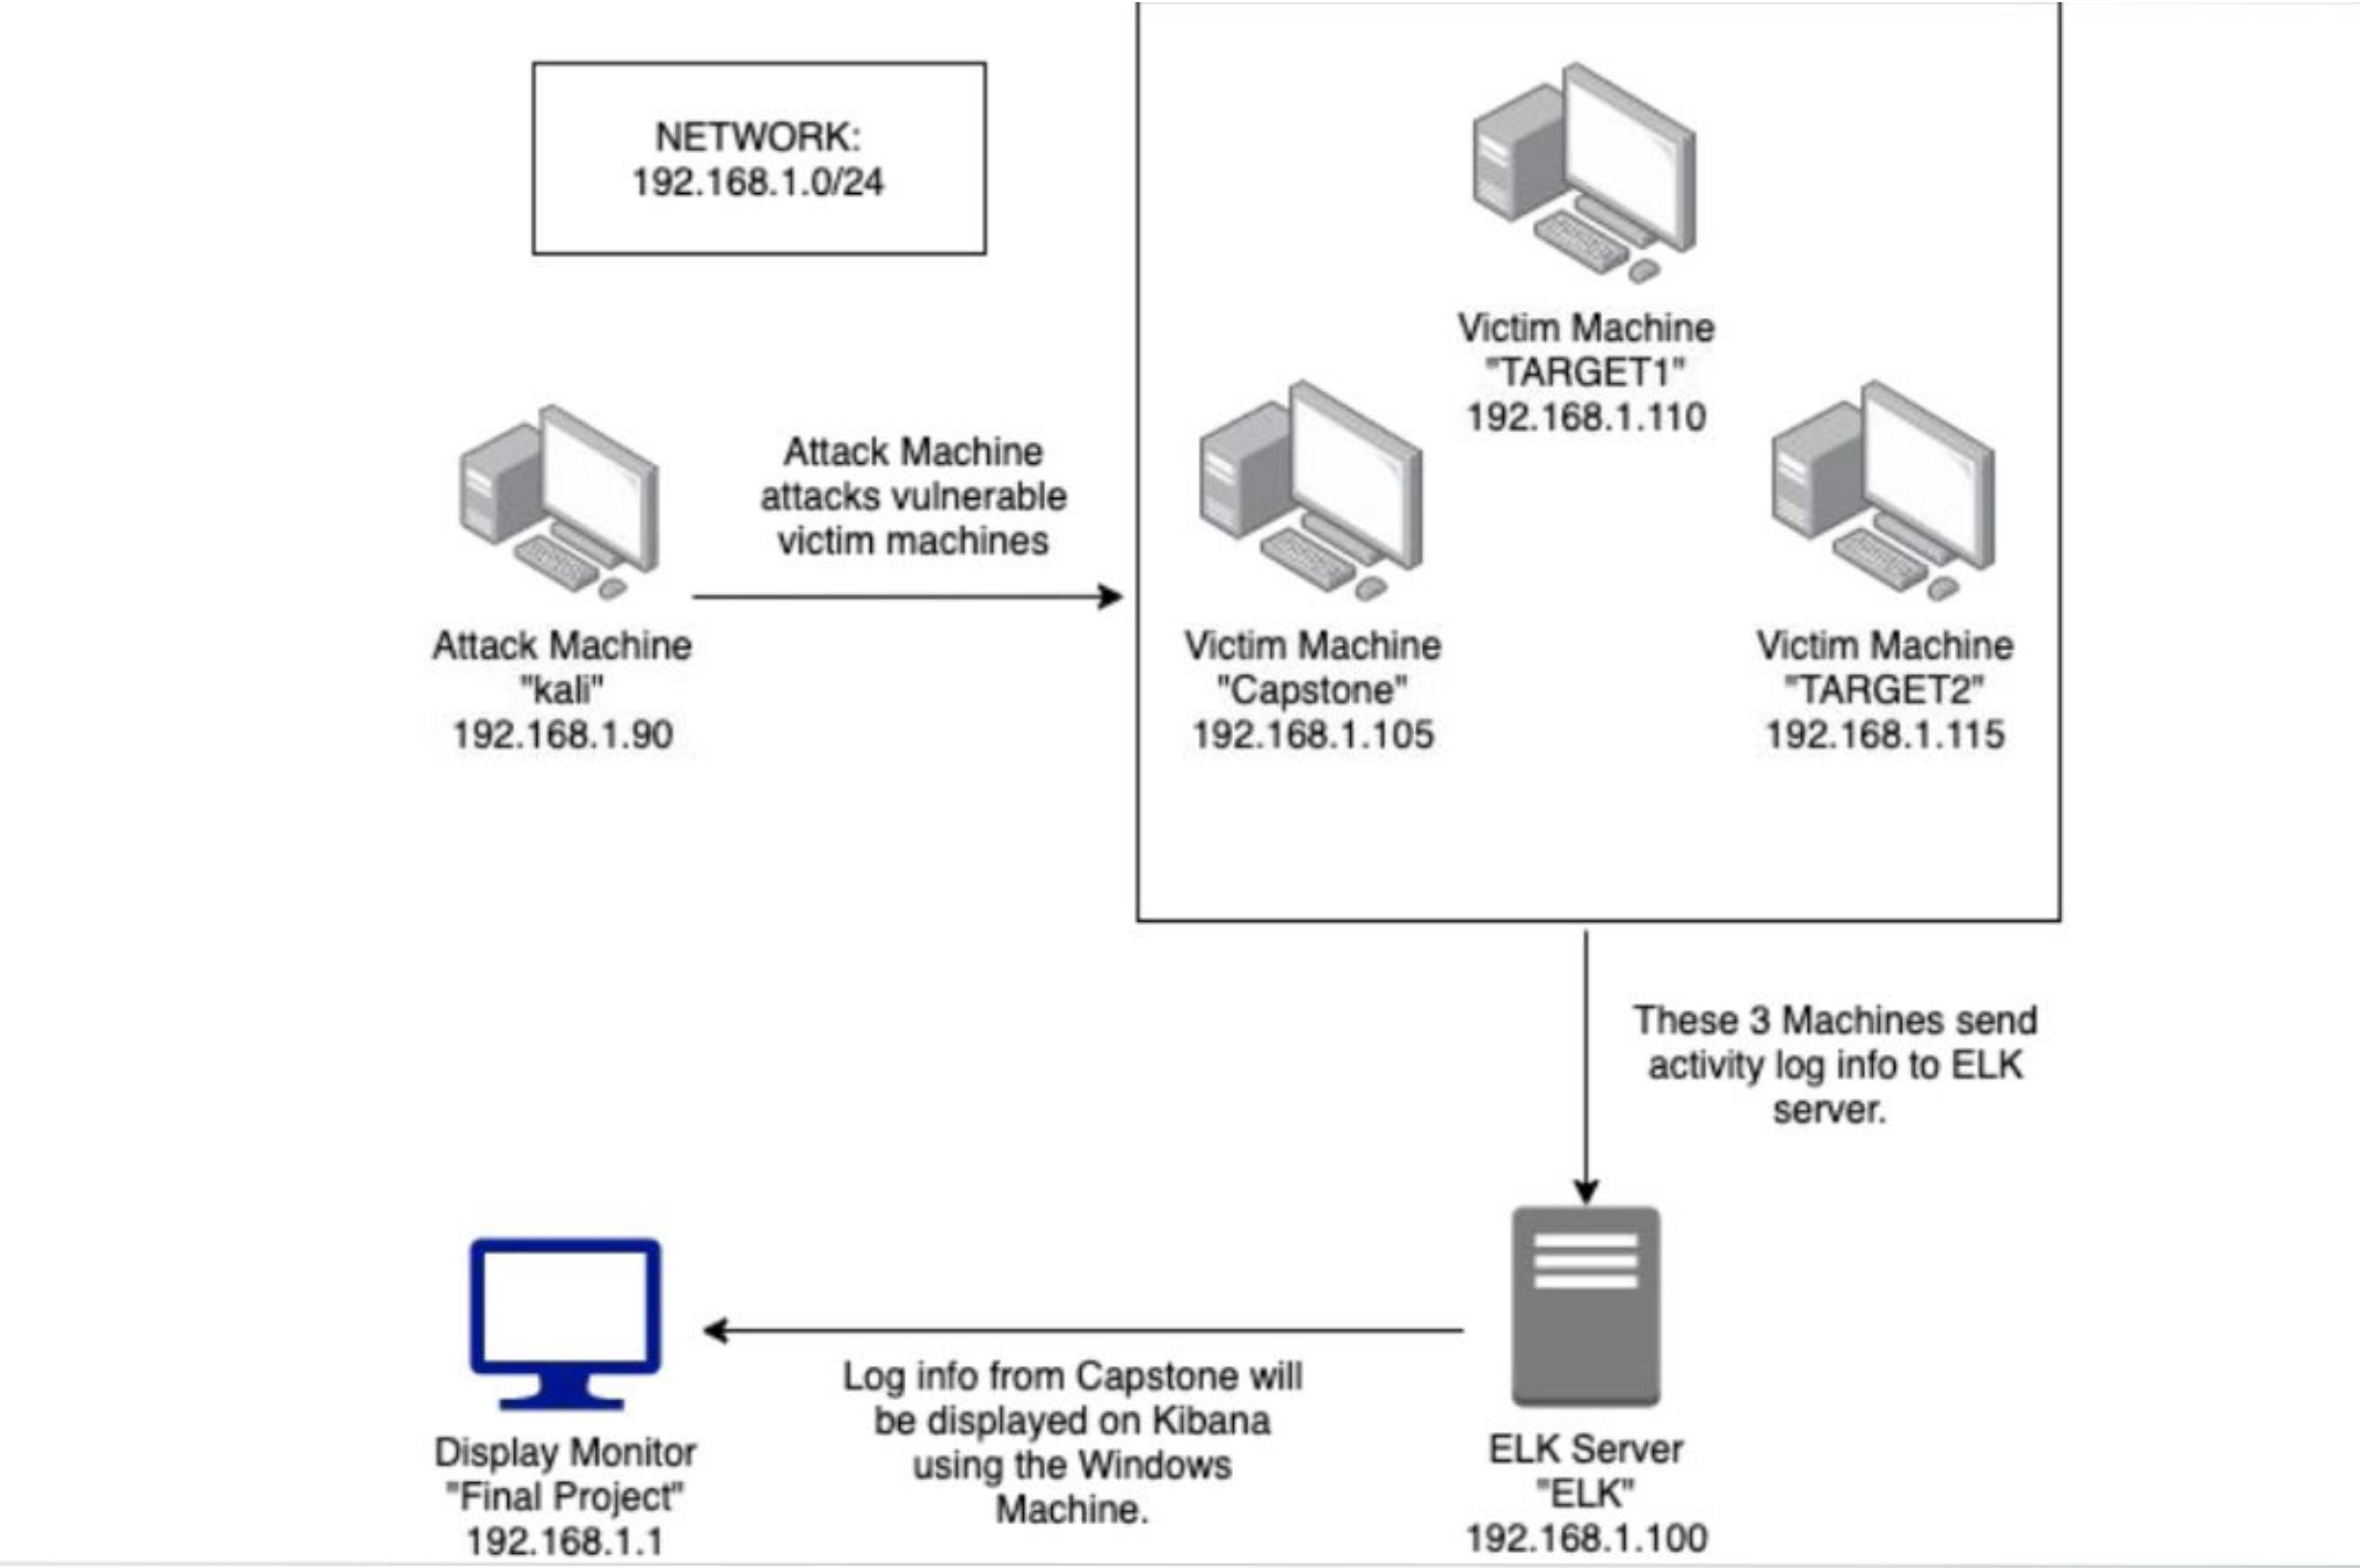 NETWORK:
192.168.1.0/24
Victim Machine
"TARGET1"
192.168.1.110
Attack Machine
attacks vulnerable
victim machines
Attack Machine
"kali"
192.168.1.90
Victim Machine
"Capstone"
192.168.1.105
Victim Machine
"TARGET2"
192.168.1.115
These 3 Machines send
activity log info to ELK
server.
Log info from Capstone will
be displayed on Kibana
using the Windows
Machine.
Display Monitor
"Final Project"
192.168.1.1
ELK Server
"ELK"
192.168.1.100